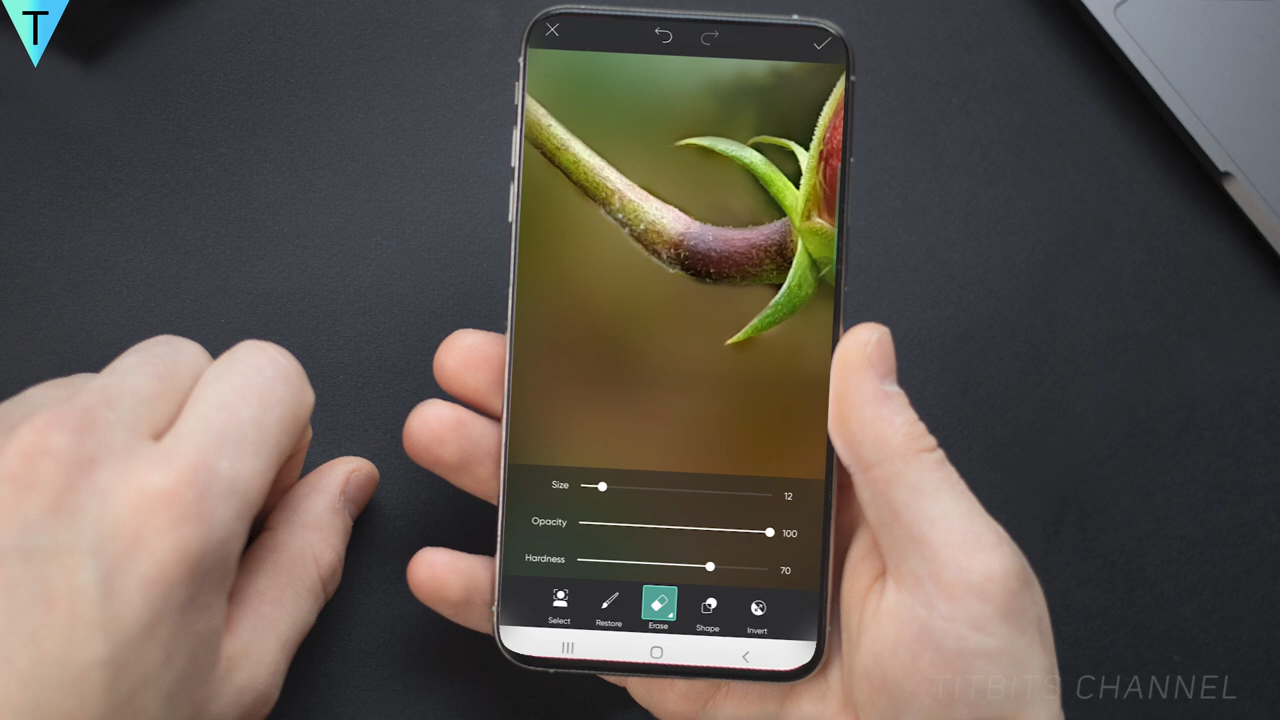 T
Size 12
Opacity 100
Hardness 70
Select Restore Erase Shape Invert
TITBITS CHANNEL